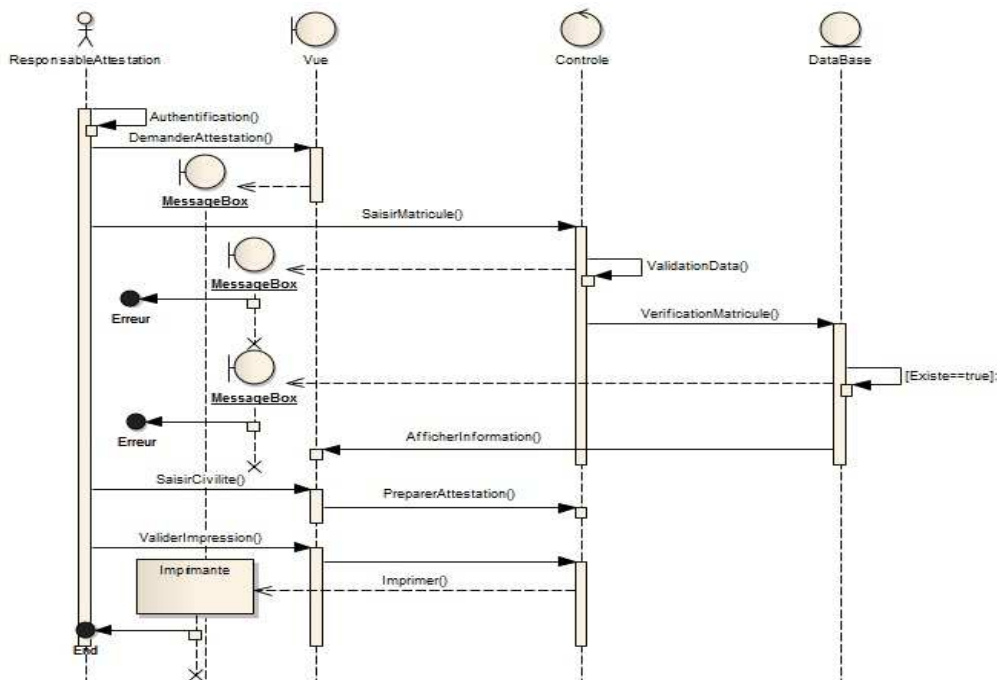 ResponsableAttestation
Vue
Controle
DataBase
Authentification()
DemanderAttestation()
MessageBox
SaisirMatricule()
ValidationData()
MessageBox
Erreur
VerificationMatricule()
[Existe==true]:
MessageBox
Erreur
AfficherInformation()
SaisirCivilite()
PreparerAttestation()
ValiderImpression()
Imprimante
Imprimer()
End